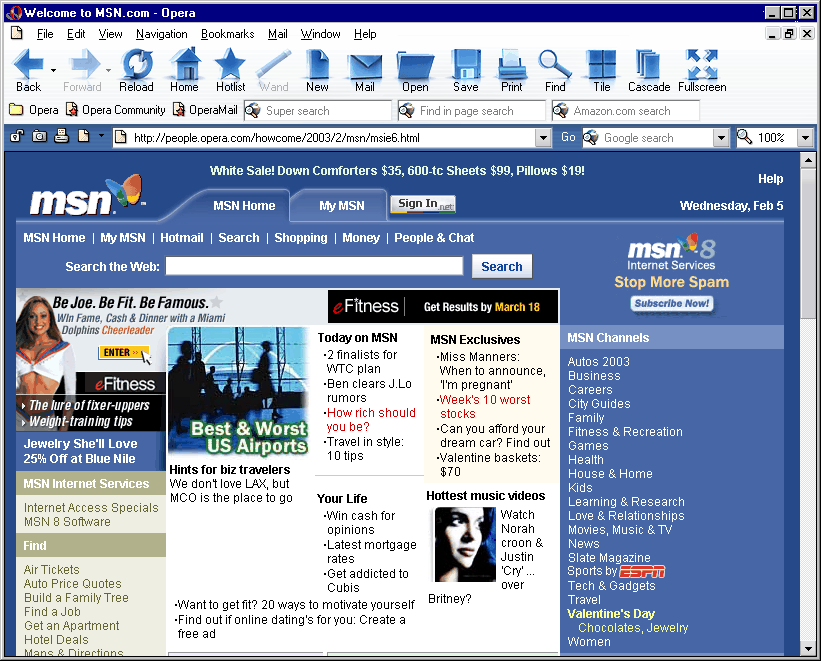 Welcome to MSN.com - Opera
File Edit View Navigation Bookmarks Mail Window Help
Back Forward Reload Home Hotlist Wand New Mail Open Save Print Find Tile Cascade Fullscreen
Opera Opera Community OperaMail Super search Find in page search Amazon.com search
http://people.opera.com/howcome/2003/2/msn/msie6.html Go Google search 100%
White Sale! Down Comforters $35, 600-tc Sheets $99, Pillows $19!
Help
msn
MSN Home My MSN Sign In .net
Wednesday, Feb 5
MSN Home | My MSN | Hotmail | Search | Shopping | Money | People & Chat
Search the Web: Search
msn 8
Internet Services
Stop More Spam
Subscribe Now!
Be Joe. Be Fit. Be Famous.
Win Fame, Cash & Dinner with a Miami
Dolphins Cheerleader
ENTER
eFitness
eFitness | Get Results by March 18
The lure of fixer-uppers
Weight-training tips
Jewelry She'll Love
25% Off at Blue Nile
MSN Internet Services
Internet Access Specials
MSN 8 Software
Find
Air Tickets
Auto Price Quotes
Build a Family Tree
Find a Job
Get an Apartment
Hotel Deals
Maps & Directions
Best & Worst
US Airports
Hints for biz travelers
We don't love LAX, but
MCO is the place to go
Today on MSN
·2 finalists for
WTC plan
·Ben clears J.Lo
rumors
·How rich should
you be?
·Travel in style:
10 tips
Your Life
·Win cash for
opinions
·Latest mortgage
rates
·Get addicted to
Cubis
·Want to get fit? 20 ways to motivate yourself
·Find out if online dating's for you: Create a
free ad
MSN Exclusives
·Miss Manners:
When to announce,
'I'm pregnant'
·Week's 10 worst
stocks
·Can you afford your
dream car? Find out
·Valentine baskets:
$70
Hottest music videos
Watch
Norah
croon &
Justin
'Cry' ...
over
Britney?
MSN Channels
Autos 2003
Business
Careers
City Guides
Family
Fitness & Recreation
Games
Health
House & Home
Kids
Learning & Research
Love & Relationships
Movies, Music & TV
News
Slate Magazine
Sports by ESPN
Tech & Gadgets
Travel
Valentine's Day
Chocolates, Jewelry
Women